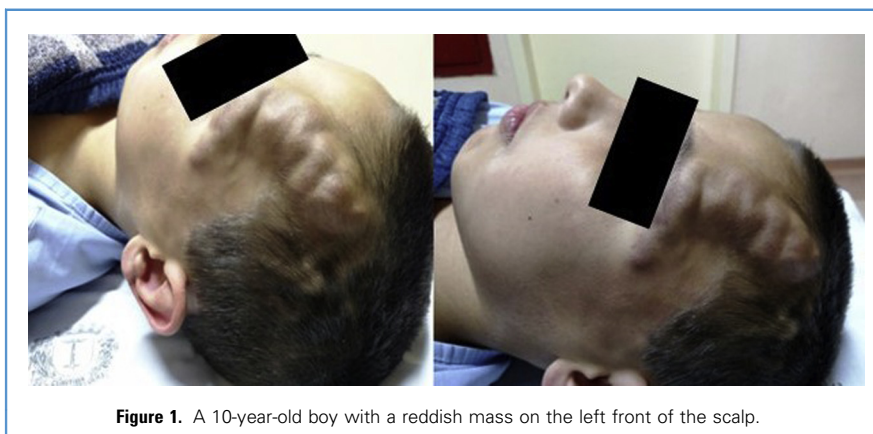 Figure 1. A 10-year-old boy with a reddish mass on the left front of the scalp.